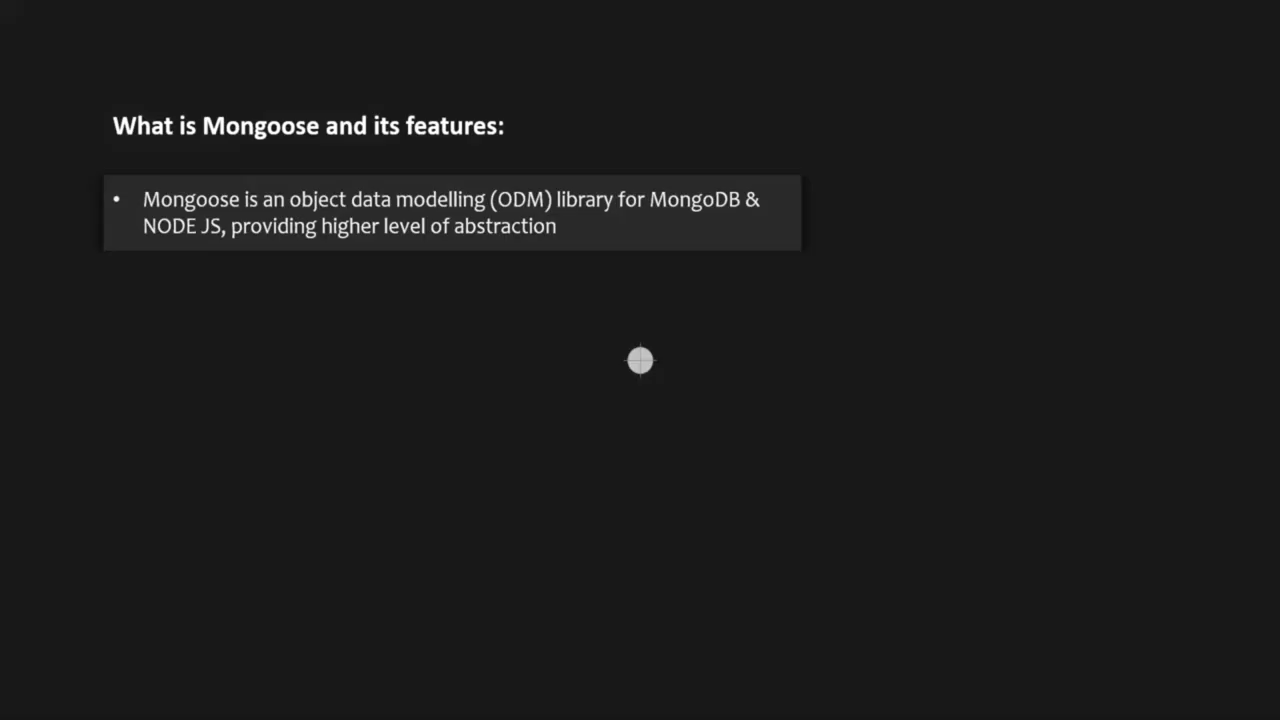 What is Mongoose and its features:
• Mongoose is an object data modelling (ODM) library for MongoDB &
NODE JS, providing higher level of abstraction